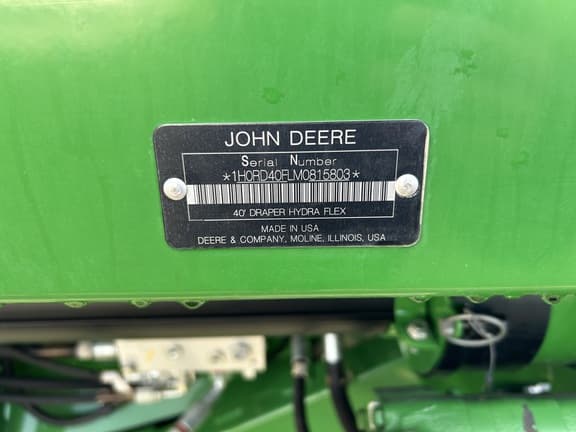 JOHN DEERE
Serial Number
*1H0RD40FLM0815803*
40' DRAPER HYDRA FLEX
MADE IN USA
DEERE & COMPANY, MOLINE, ILLINOIS, USA